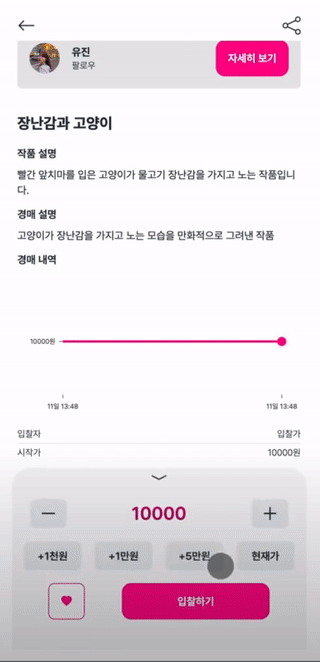 유진
팔로우
자세히 보기
장난감과 고양이
작품 설명
빨간 앞치마를 입은 고양이가 물고기 장난감을 가지고 노는 작품입니
다.
경매 설명
고양이가 장난감을 가지고 노는 모습을 만화적으로 그려낸 작품
경매 내역
10000원
11일 13:48
11일 13:48
입찰자
입찰가
시작가
10000원
10000
+1천원
+1만원
+5만원
현재가
입찰하기